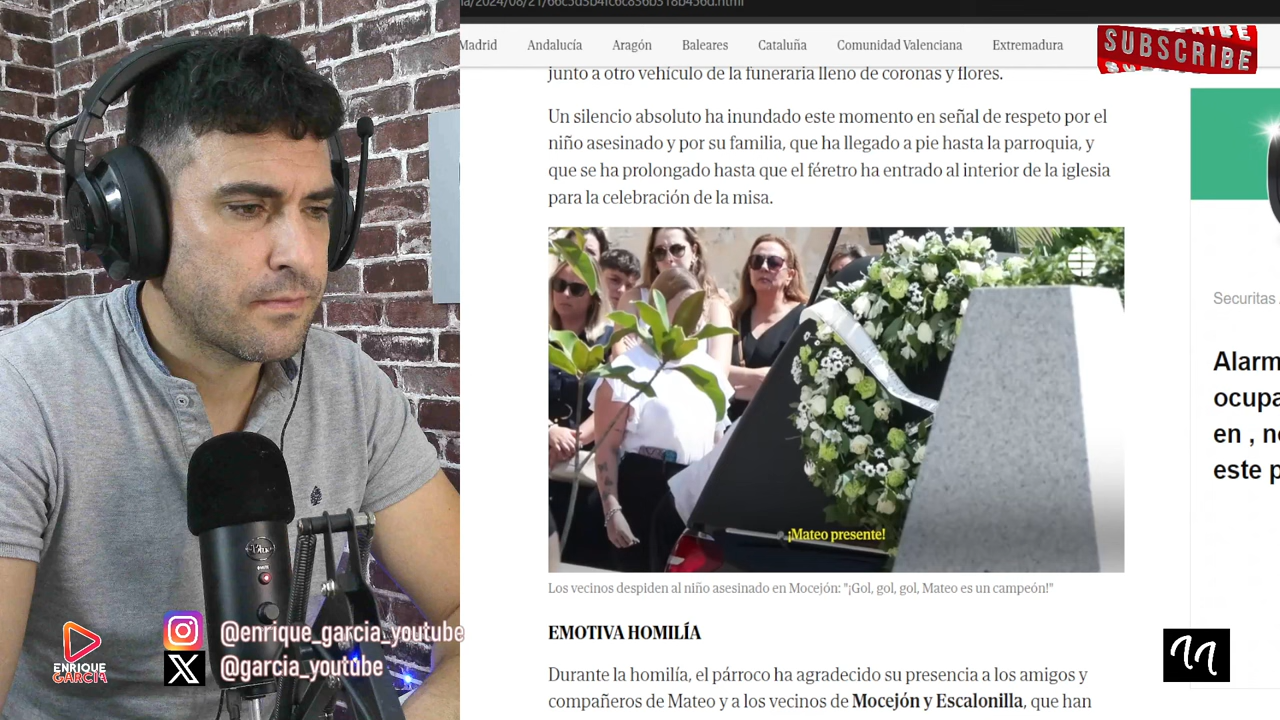 Madrid Andalucía Aragón Baleares Cataluña Comunidad Valenciana Extremadura
SUBSCRIBE
junto a otro vehículo de la funeraria lleno de coronas y flores.
Un silencio absoluto ha inundado este momento en señal de respeto por el
niño asesinado y por su familia, que ha llegado a pie hasta la parroquia, y
que se ha prolongado hasta que el féretro ha entrado al interior de la iglesia
para la celebración de la misa.
¡Mateo presente!
Los vecinos despiden al niño asesinado en Mocejón: "¡Gol, gol, gol, Mateo es un campeón!"
EMOTIVA HOMILÍA
Durante la homilía, el párroco ha agradecido su presencia a los amigos y
compañeros de Mateo y a los vecinos de Mocejón y Escalonilla, que han
Securitas
Alarm
ocupa
en , n
este p
@enrique_garcia_youtube
@garcia_youtube
ENRIQUE
GARCIA